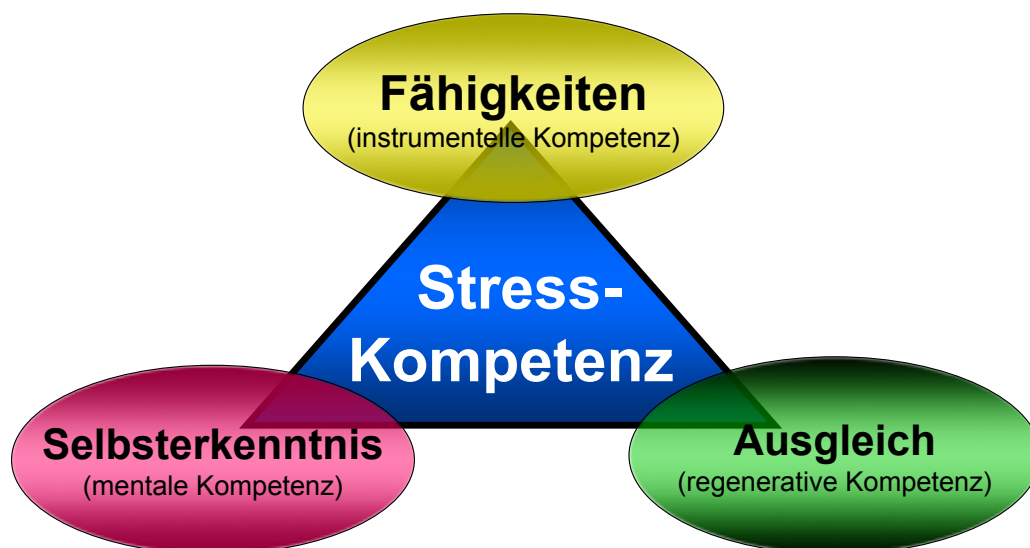 Fähigkeiten
(instrumentelle Kompetenz)
Stress-
Kompetenz
Selbsterkenntnis
(mentale Kompetenz)
Ausgleich
(regenerative Kompetenz)